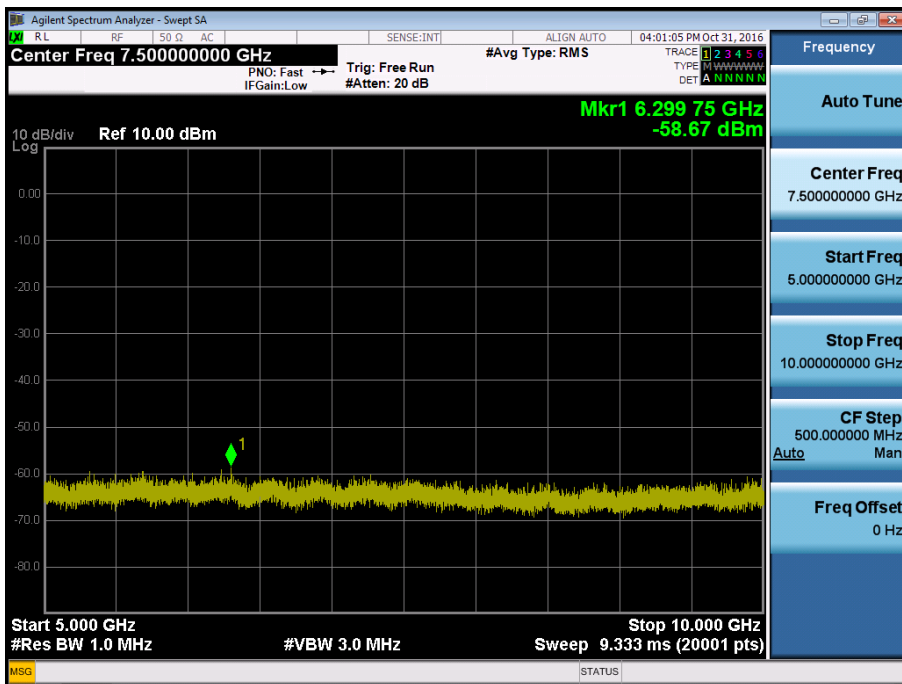 Agilent Spectrum Analyzer - Swept SA
LXI RL RF 50 Ω AC SENSE:INT ALIGN AUTO 04:01:05 PM Oct 31, 2016
Center Freq 7.500000000 GHz
PNO: Fast
IFGain:Low
Trig: Free Run
#Atten: 20 dB
#Avg Type: RMS
TRACE 1 2 3 4 5 6
TYPE M WWWWW
DET A N N N N N
Mkr1 6.299 75 GHz
-58.67 dBm
10 dB/div Ref 10.00 dBm
Log
0.00
-10.0
-20.0
-30.0
-40.0
-50.0
1
-60.0
-70.0
-80.0
Start 5.000 GHz Stop 10.000 GHz
#Res BW 1.0 MHz #VBW 3.0 MHz Sweep 9.333 ms (20001 pts)
MSG STATUS
Frequency
Auto Tune
Center Freq
7.500000000 GHz
Start Freq
5.000000000 GHz
Stop Freq
10.000000000 GHz
CF Step
500.000000 MHz
Auto Man
Freq Offset
0 Hz